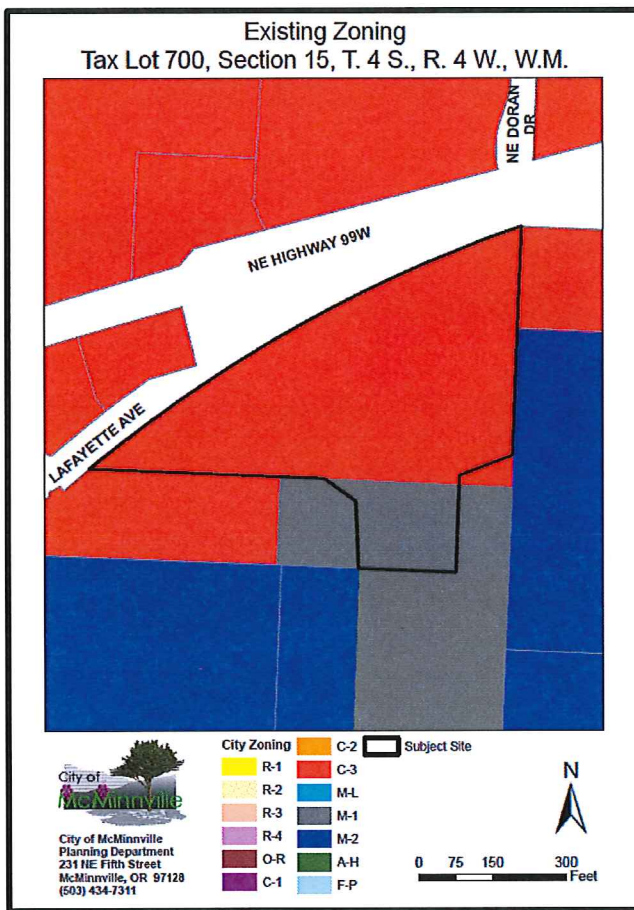 Existing Zoning
Tax Lot 700, Section 15, T. 4 S., R. 4 W., W.M.
NE DORAN
DR
NE HIGHWAY 99W
LAFAYETTE AVE
City of
McMinnville
City of McMinnville
Planning Department
231 NE Fifth Street
McMinnville, OR 97128
(503) 434-7311
City Zoning
R-1
R-2
R-3
R-4
O-R
C-1
C-2
C-3
M-L
M-1
M-2
A-H
F-P
Subject Site
N
0 75 150 300
Feet